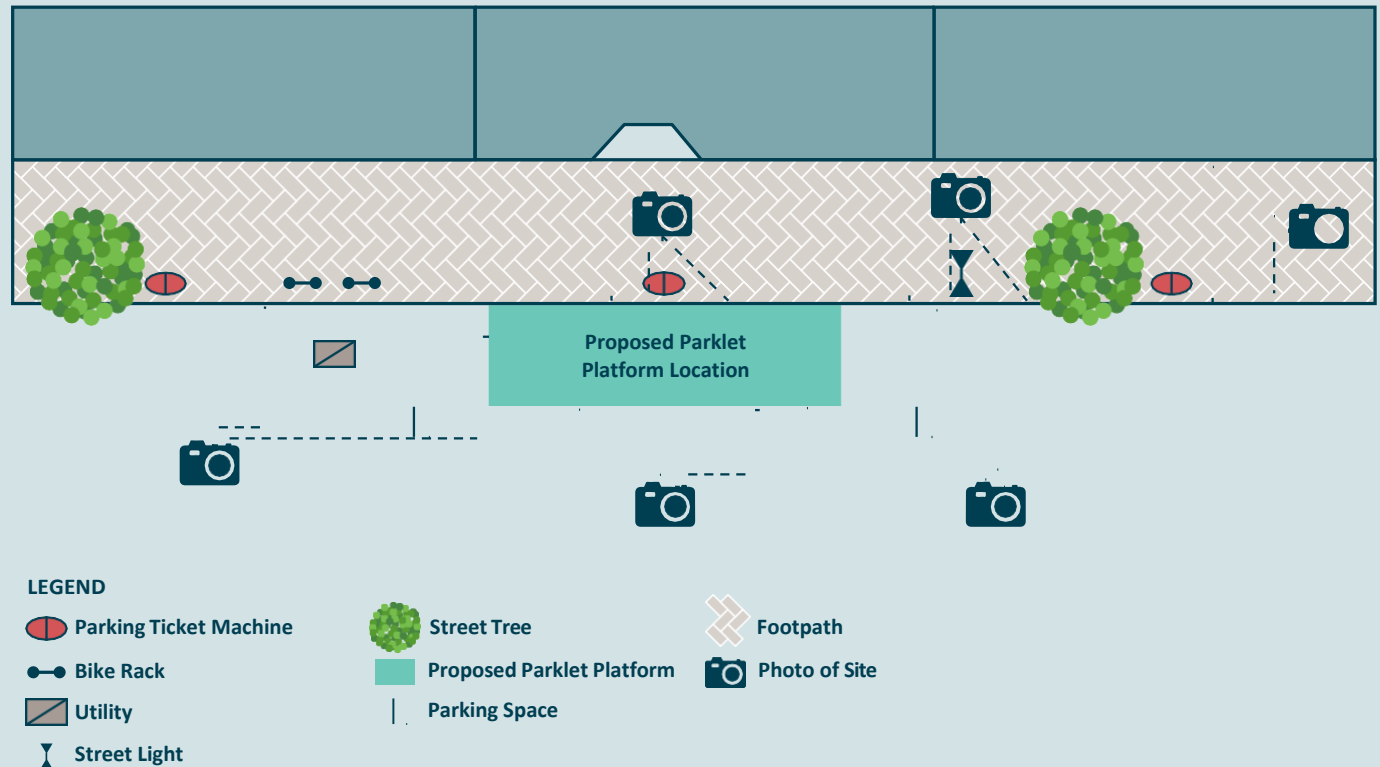 Proposed Parklet
Platform Location
LEGEND
Parking Ticket Machine
Street Tree
Footpath
Bike Rack
Proposed Parklet Platform
Photo of Site
Utility
Parking Space
Street Light